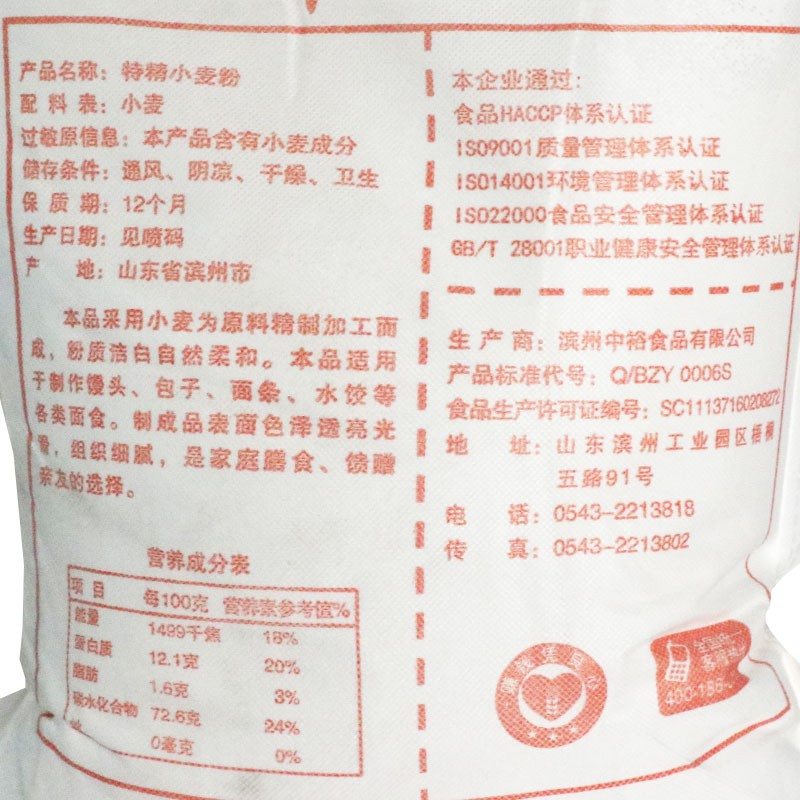 产品名称：特精小麦粉
配料表：小麦
过敏原信息：本产品含有小麦成分
储存条件：通风、阴凉、干燥、卫生
保质期：12个月
生产日期：见喷码
产地：山东省滨州市
本品采用小麦为原料精制加工而
成，粉质洁白自然柔和。本品适用
于制作馒头、包子、面条、水饺等
各类面食。制成品表面色泽透亮光
滑，组织细腻，是家庭膳食、馈赠
亲友的选择。
营养成分表
项目 每100克 营养素参考值%
能量 1499千焦 18%
蛋白质 12.1克 20%
脂肪 1.6克 3%
碳水化合物 72.6克 24%
0毫克 0%
本企业通过：
食品HACCP体系认证
ISO9001质量管理体系认证
ISO14001环境管理体系认证
ISO22000食品安全管理体系认证
GB/T 28001职业健康安全管理体系认证
生产商：滨州中裕食品有限公司
产品标准代号：Q/BZY 0006S
食品生产许可证编号：SC11137160208272
地址：山东滨州工业园区梧桐
五路91号
电话：0543-2213818
传真：0543-2213802
全国统一
客服热线